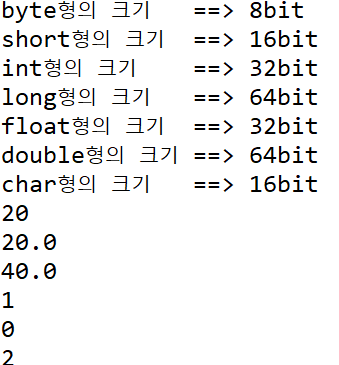 byte형의 크기   ==> 8bit
short형의 크기  ==> 16bit
int형의 크기    ==> 32bit
long형의 크기   ==> 64bit
float형의 크기  ==> 32bit
double형의 크기 ==> 64bit
char형의 크기   ==> 16bit
20
20.0
40.0
1
0
2